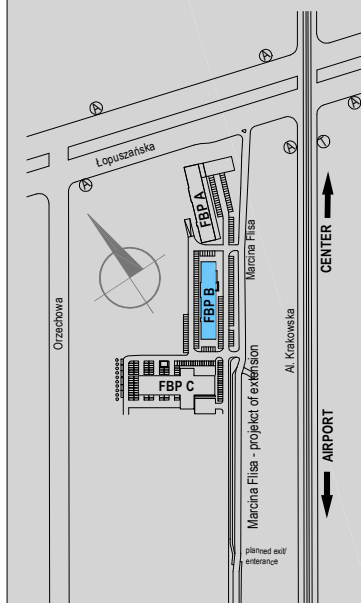 A
A
A
T
A
A
Łopuszańska
FBP A
Marcina Flisa
CENTER
Orzechowa
FBP B
Al. Krakowska
FBP C
Marcina Flisa - projekct of extension
AIRPORT
planned exit/
enterance